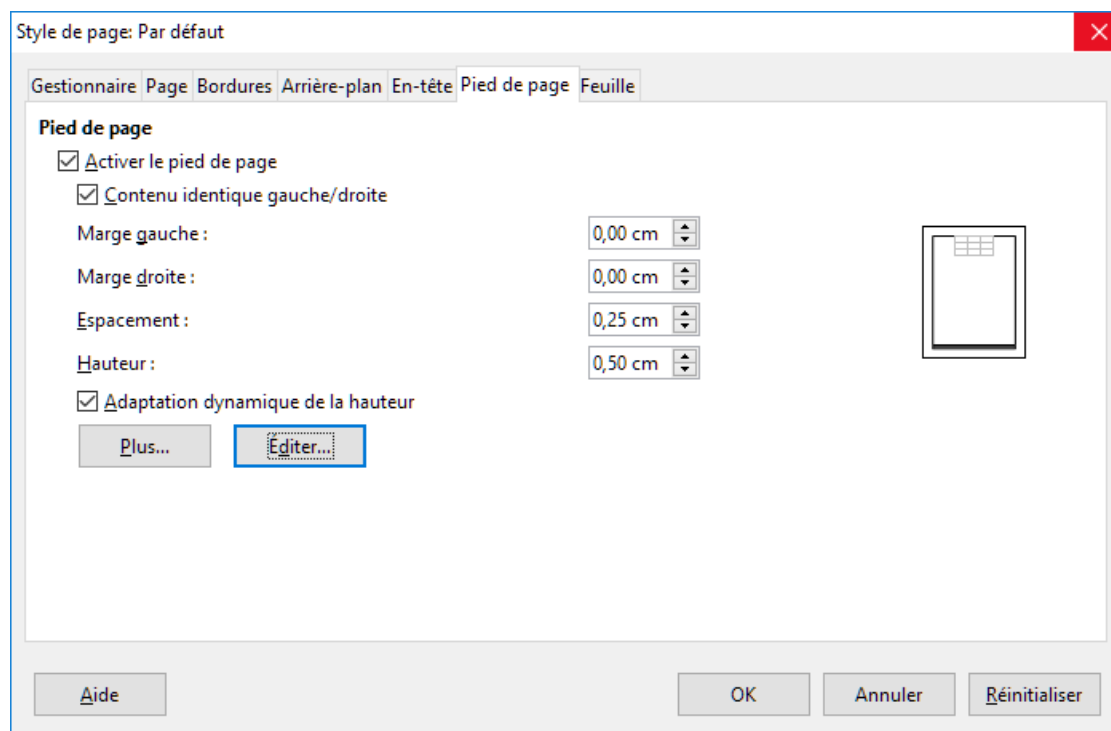 Style de page: Par défaut
Gestionnaire Page Bordures Arrière-plan En-tête Pied de page Feuille
Pied de page
Activer le pied de page
Contenu identique gauche/droite
Marge gauche : 0,00 cm
Marge droite : 0,00 cm
Espacement : 0,25 cm
Hauteur : 0,50 cm
Adaptation dynamique de la hauteur
Plus... Éditer...
Aide OK Annuler Réinitialiser